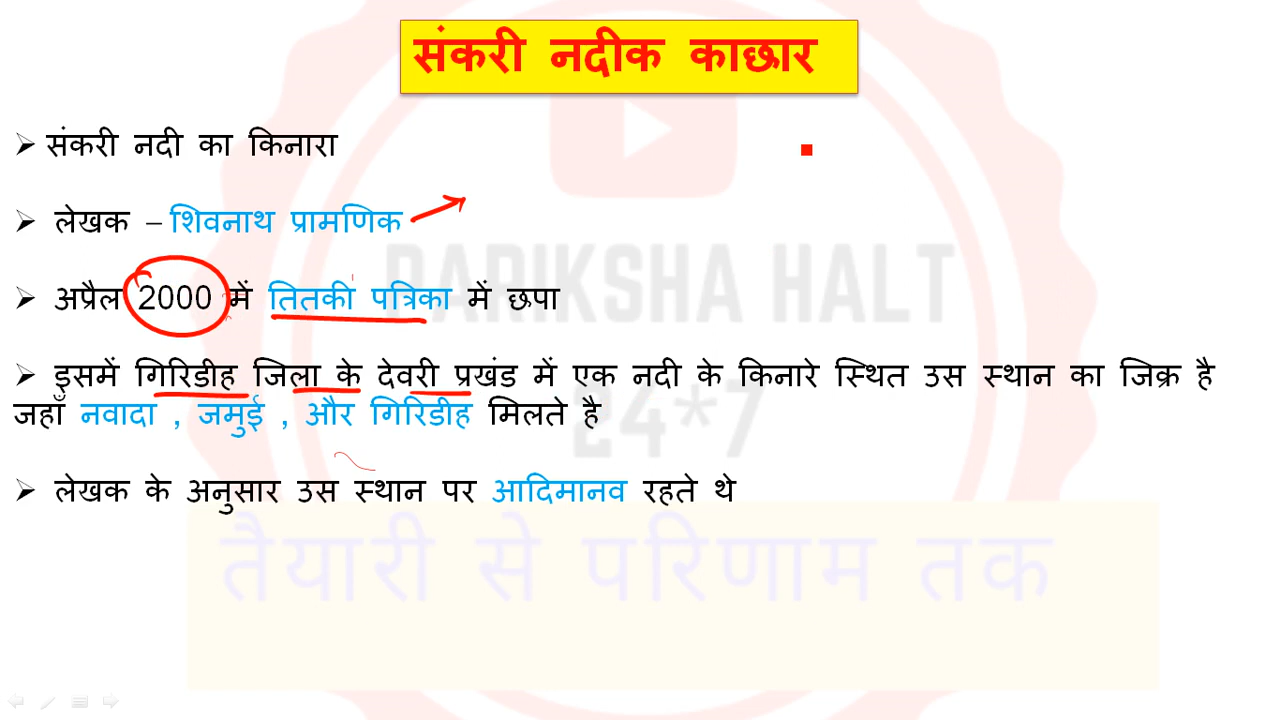 संकरी नदीक काछार
➢ संकरी नदी का किनारा
➢ लेखक – शिवनाथ प्रामणिक
➢ अप्रैल 2000 में तितकी पत्रिका में छपा
➢ इसमें गिरिडीह जिला के देवरी प्रखंड में एक नदी के किनारे स्थित उस स्थान का जिक्र है
जहाँ नवादा , जमुई , और गिरिडीह मिलते है
➢ लेखक के अनुसार उस स्थान पर आदिमानव रहते थे
PARIKSHA HALT
24*7
तैयारी से परिणाम तक